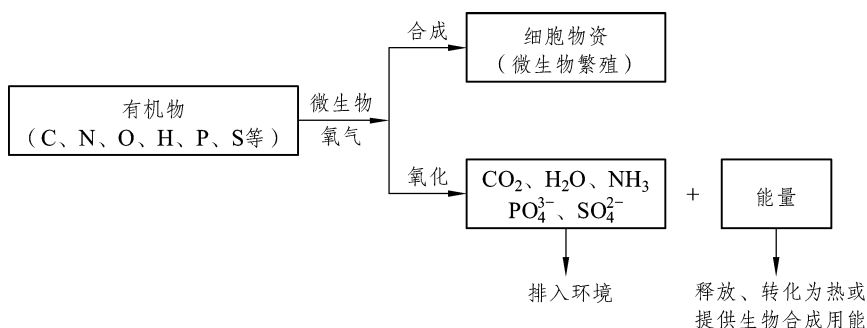 合成
细胞物资
（微生物繁殖）
有机物
（C、N、O、H、P、S等）
微生物
氧气
氧化
CO₂、H₂O、NH₃
PO₄³⁻、SO₄²⁻
+
能量
排入环境
释放、转化为热或
提供生物合成用能